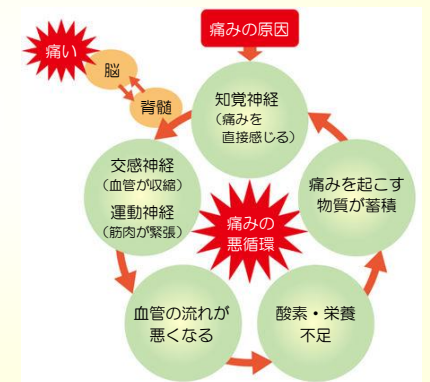 痛みの原因
痛い
脳
脊髄
知覚神経
（痛みを
直接感じる）
交感神経
（血管が収縮）
運動神経
（筋肉が緊張）
痛みの
悪循環
痛みを起こす
物質が蓄積
血管の流れが
悪くなる
酸素・栄養
不足